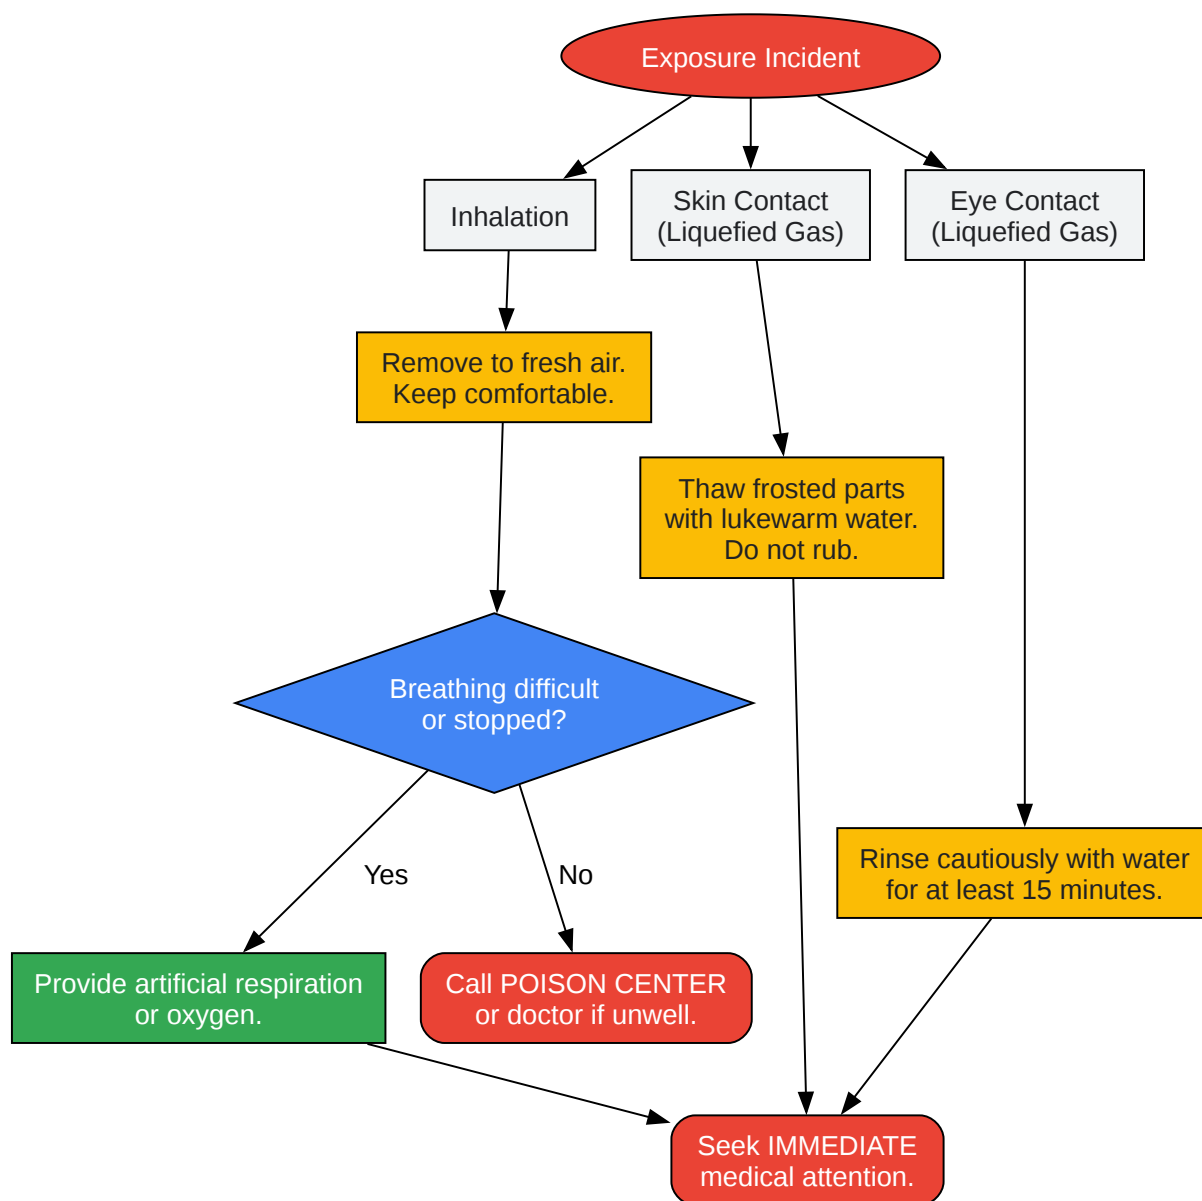 Exposure Incident
Inhalation
Skin Contact
(Liquefied Gas)
Eye Contact
(Liquefied Gas)
Remove to fresh air.
Keep comfortable.
Thaw frosted parts
with lukewarm water.
Do not rub.
Breathing difficult
or stopped?
Rinse cautiously with water
for at least 15 minutes.
Yes
No
Provide artificial respiration
or oxygen.
Call POISON CENTER
or doctor if unwell.
Seek IMMEDIATE
medical attention.